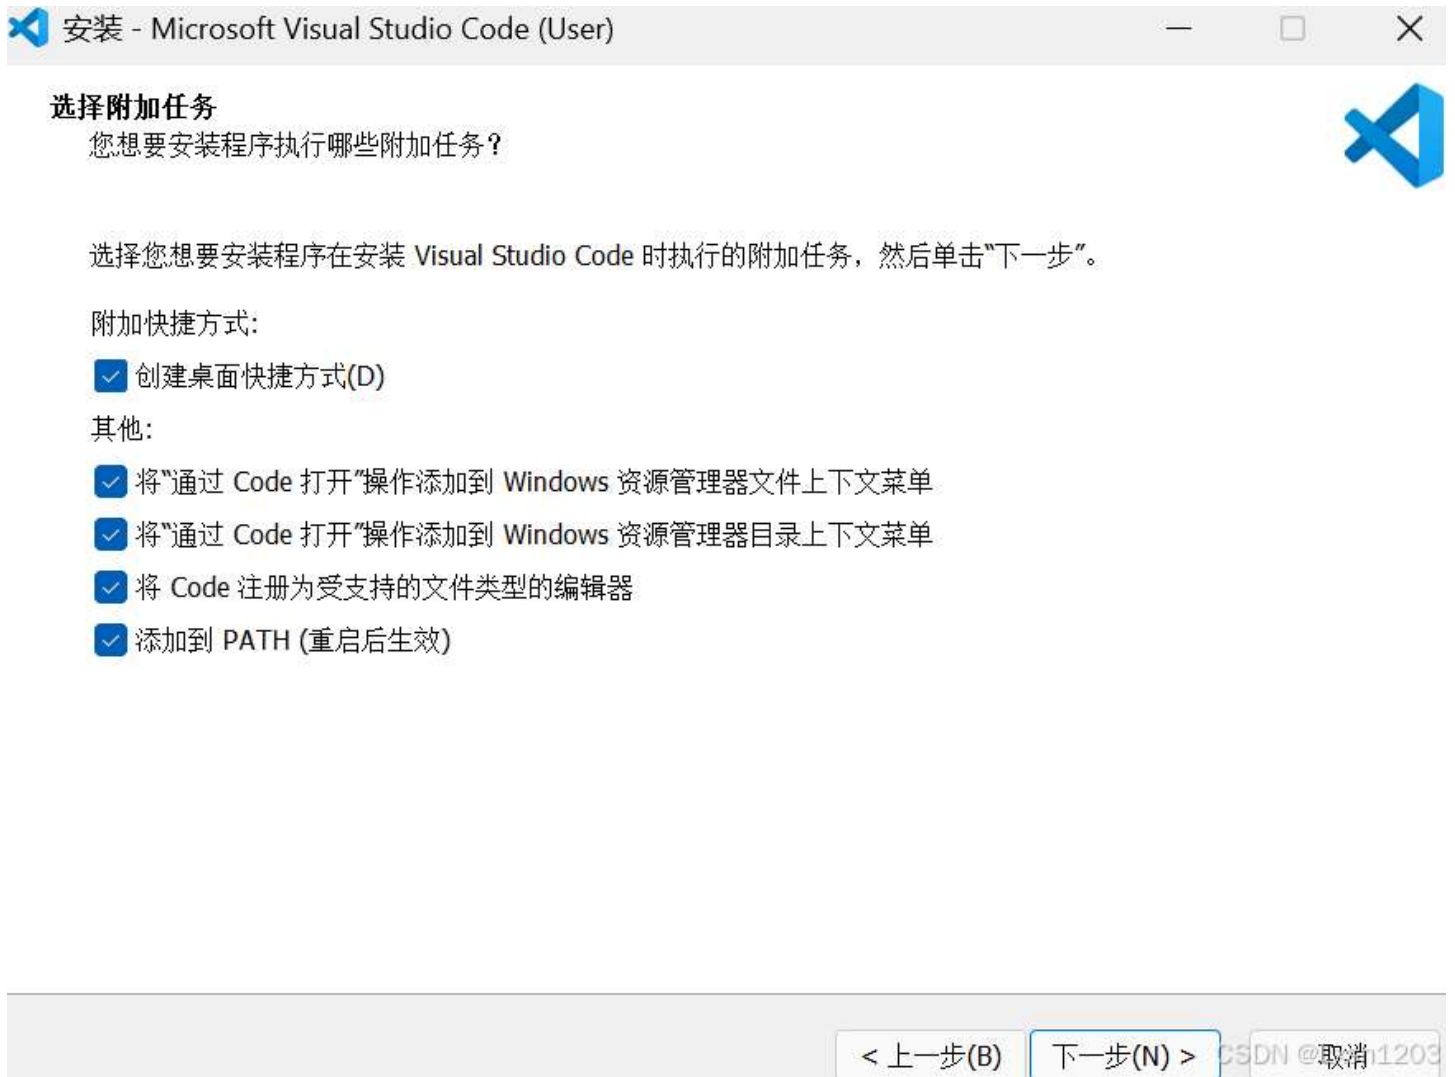 安装 - Microsoft Visual Studio Code (User)
选择附加任务
您想要安装程序执行哪些附加任务？
选择您想要安装程序在安装 Visual Studio Code 时执行的附加任务，然后单击“下一步”。
附加快捷方式:
创建桌面快捷方式(D)
其他:
将“通过 Code 打开”操作添加到 Windows 资源管理器文件上下文菜单
将“通过 Code 打开”操作添加到 Windows 资源管理器目录上下文菜单
将 Code 注册为受支持的文件类型的编辑器
添加到 PATH (重启后生效)
< 上一步(B) 下一步(N) > 取消
CSDN